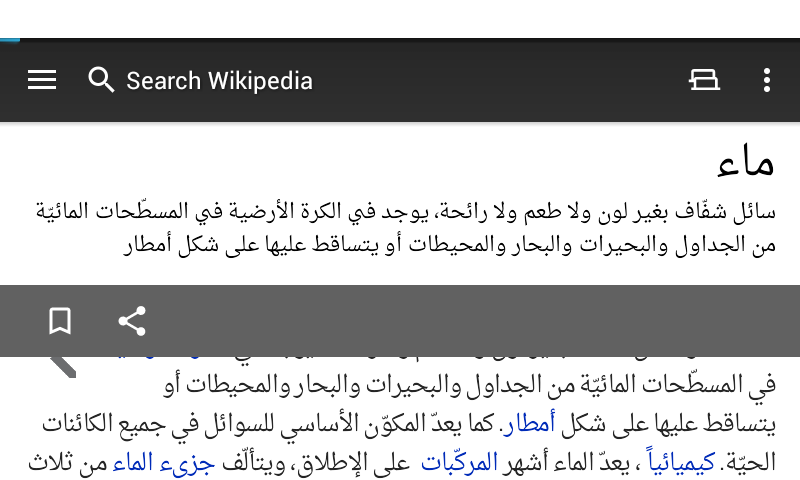 Search Wikipedia
ماء
سائل شفّاف بغير لون ولا طعم ولا رائحة، يوجد في الكرة الأرضية في المسطّحات المائيّة
من الجداول والبحيرات والبحار والمحيطات أو يتساقط عليها على شكل أمطار
في المسطّحات المائيّة من الجداول والبحيرات والبحار والمحيطات أو
يتساقط عليها على شكل أمطار. كما يعدّ المكوّن الأساسي للسوائل في جميع الكائنات
الحيّة. كيميائياً ، يعدّ الماء أشهر المركّبات على الإطلاق، ويتألّف جزيء الماء من ثلاث